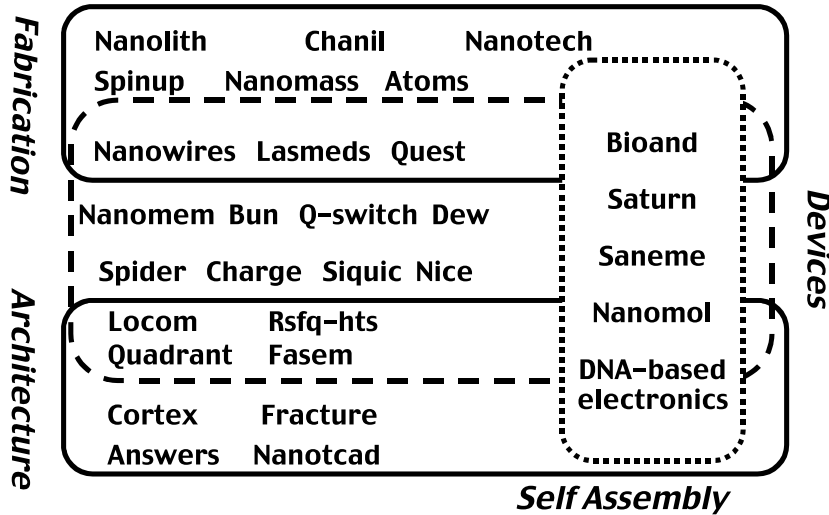 Fabrication
Nanolith Chanil Nanotech
Spinup Nanomass Atoms
Nanowires Lasmeds Quest
Nanomem Bun Q-switch Dew
Spider Charge Siquic Nice
Architecture
Locom Rsfq-hts
Quadrant Fasem
Cortex Fracture
Answers Nanotcad
Bioand
Saturn
Saneme
Nanomol
DNA-based
electronics
Devices
Self Assembly